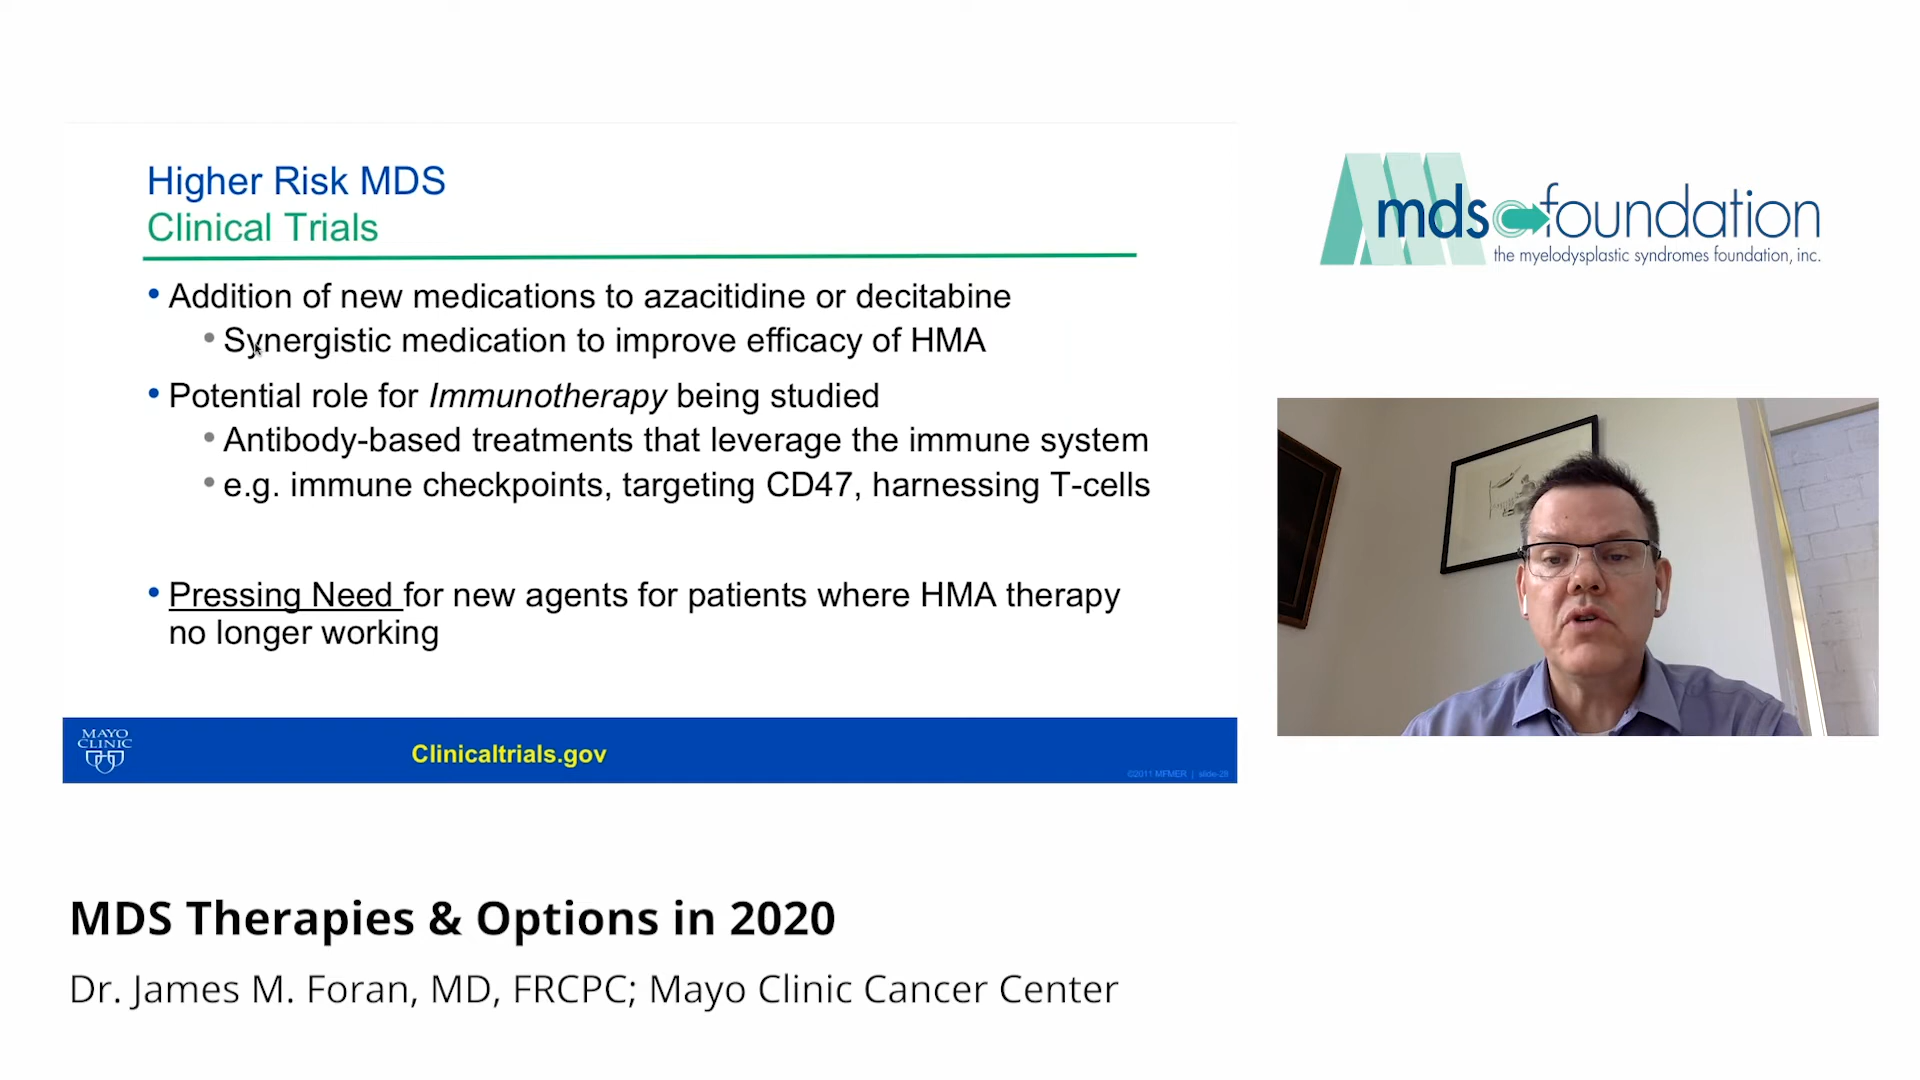 Higher Risk MDS
Clinical Trials
• Addition of new medications to azacitidine or decitabine
• Synergistic medication to improve efficacy of HMA
• Potential role for Immunotherapy being studied
• Antibody-based treatments that leverage the immune system
• e.g. immune checkpoints, targeting CD47, harnessing T-cells
• Pressing Need for new agents for patients where HMA therapy
no longer working
MAYO
CLINIC
Clinicaltrials.gov
©2011 MFMER | slide-28
mds foundation
the myelodysplastic syndromes foundation, inc.
MDS Therapies & Options in 2020
Dr. James M. Foran, MD, FRCPC; Mayo Clinic Cancer Center